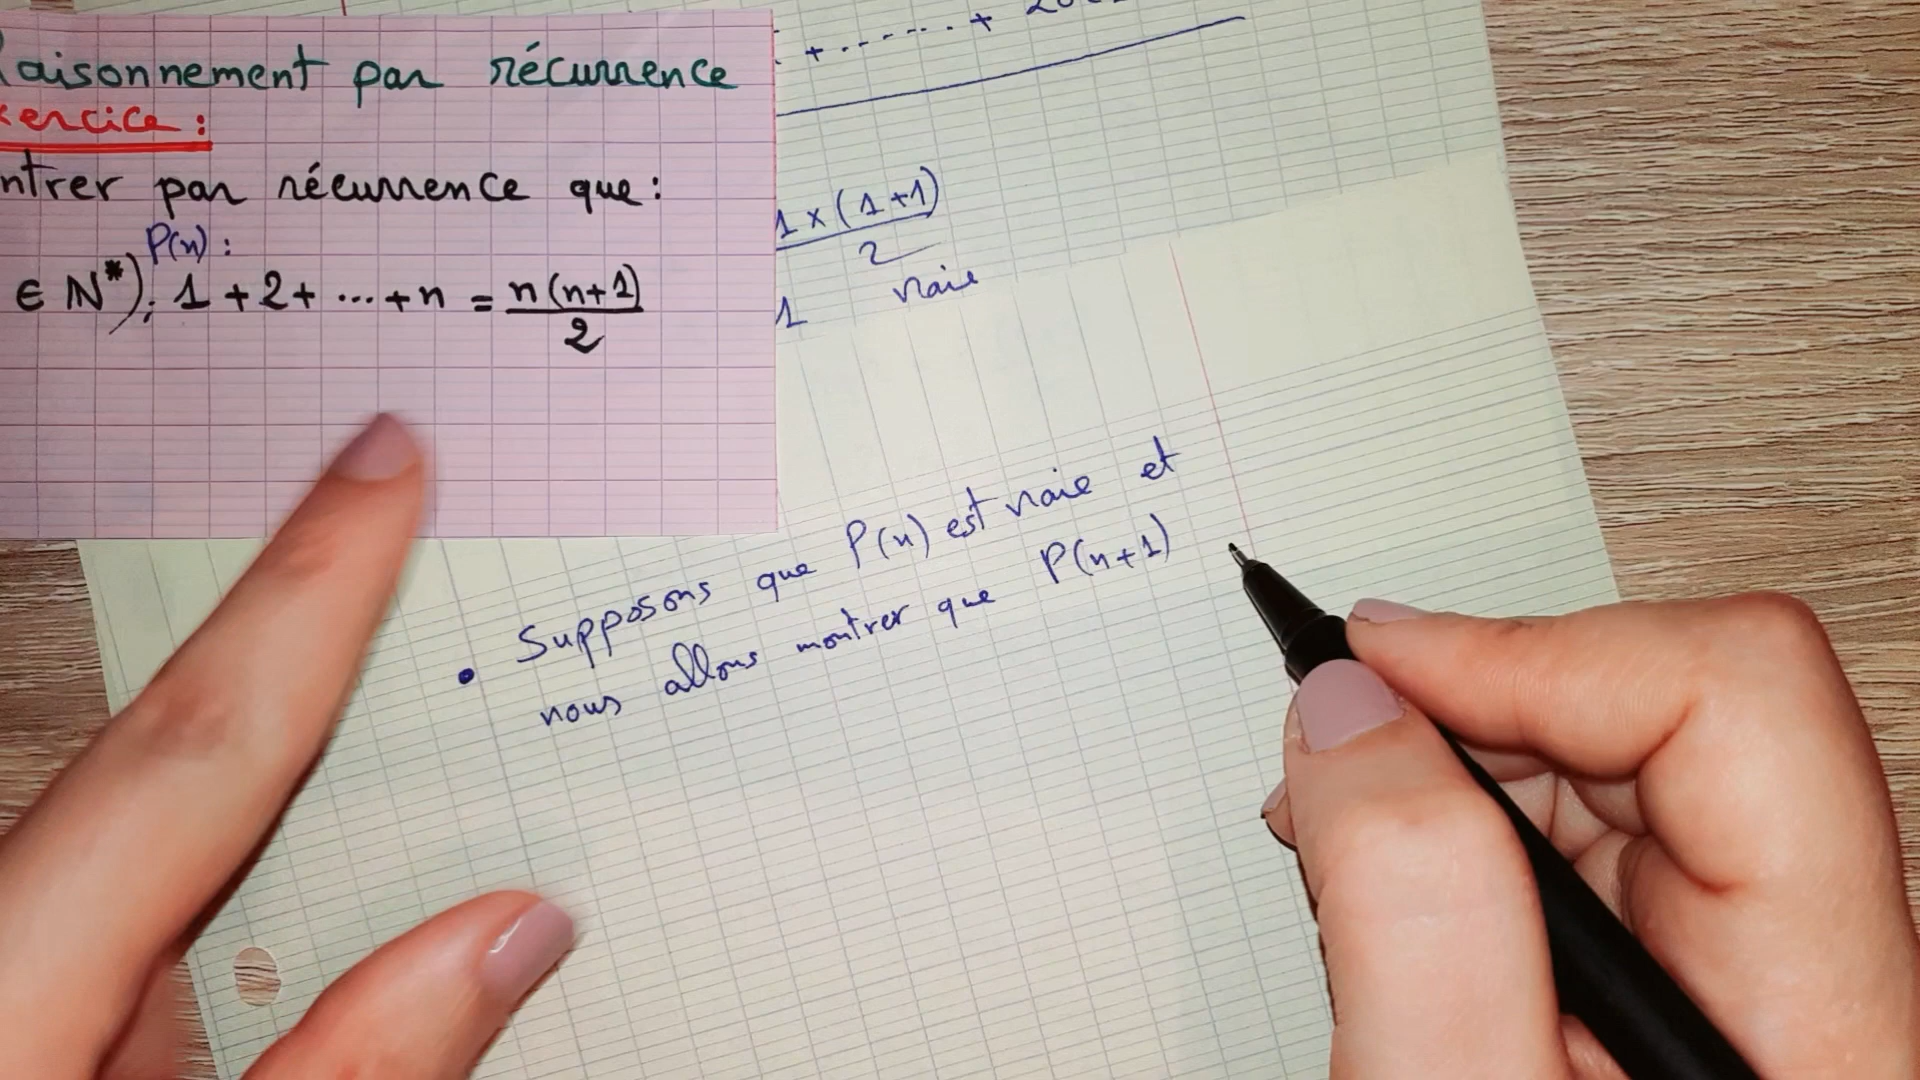 aisonnement par récurrence
ercice :
ntrer par récurrence que :
P(n) :
∈ N*) ; 1 + 2 + ... + n = n(n+1)/2
+ ...... +
1 × (1+1)
2
1 vraie
• Supposons que P(n) est vraie et
nous allons montrer que P(n+1)